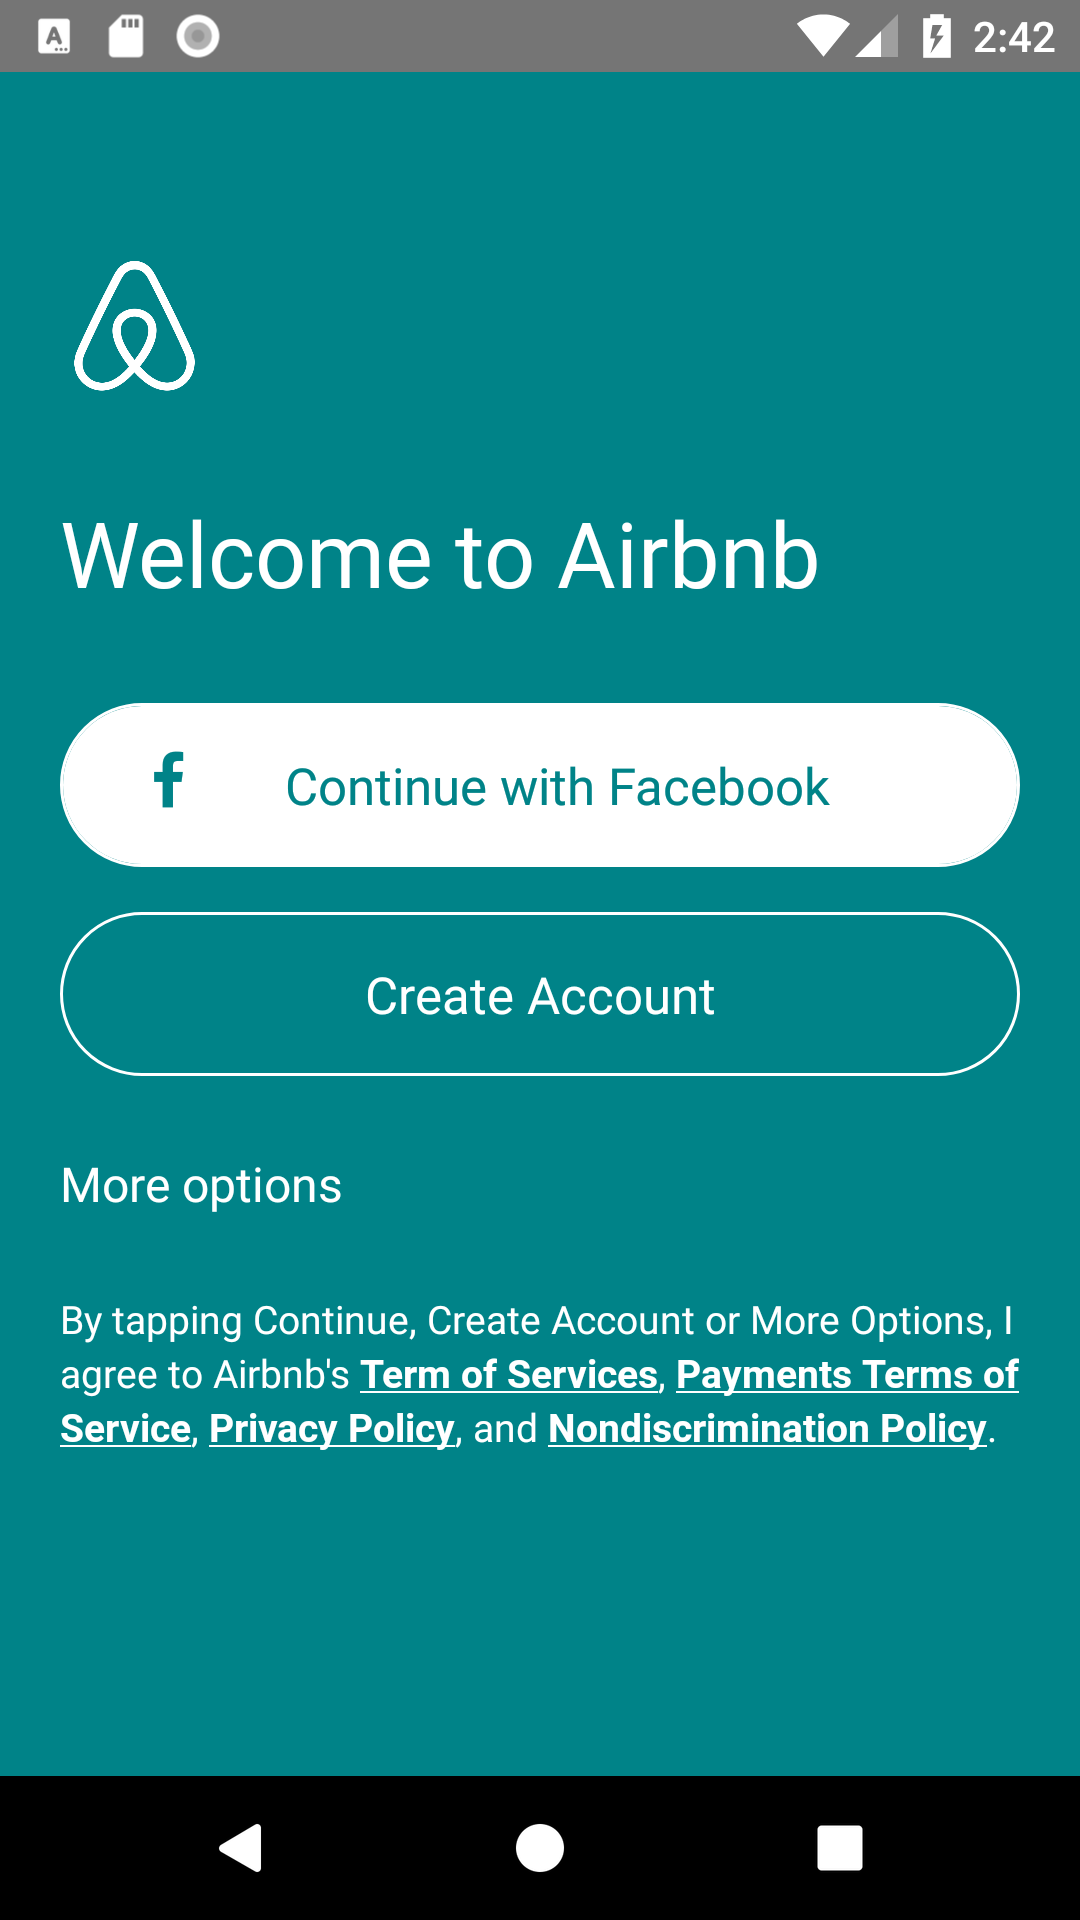 2:42
Welcome to Airbnb
Continue with Facebook
Create Account
More options
By tapping Continue, Create Account or More Options, I
agree to Airbnb's Term of Services, Payments Terms of
Service, Privacy Policy, and Nondiscrimination Policy.